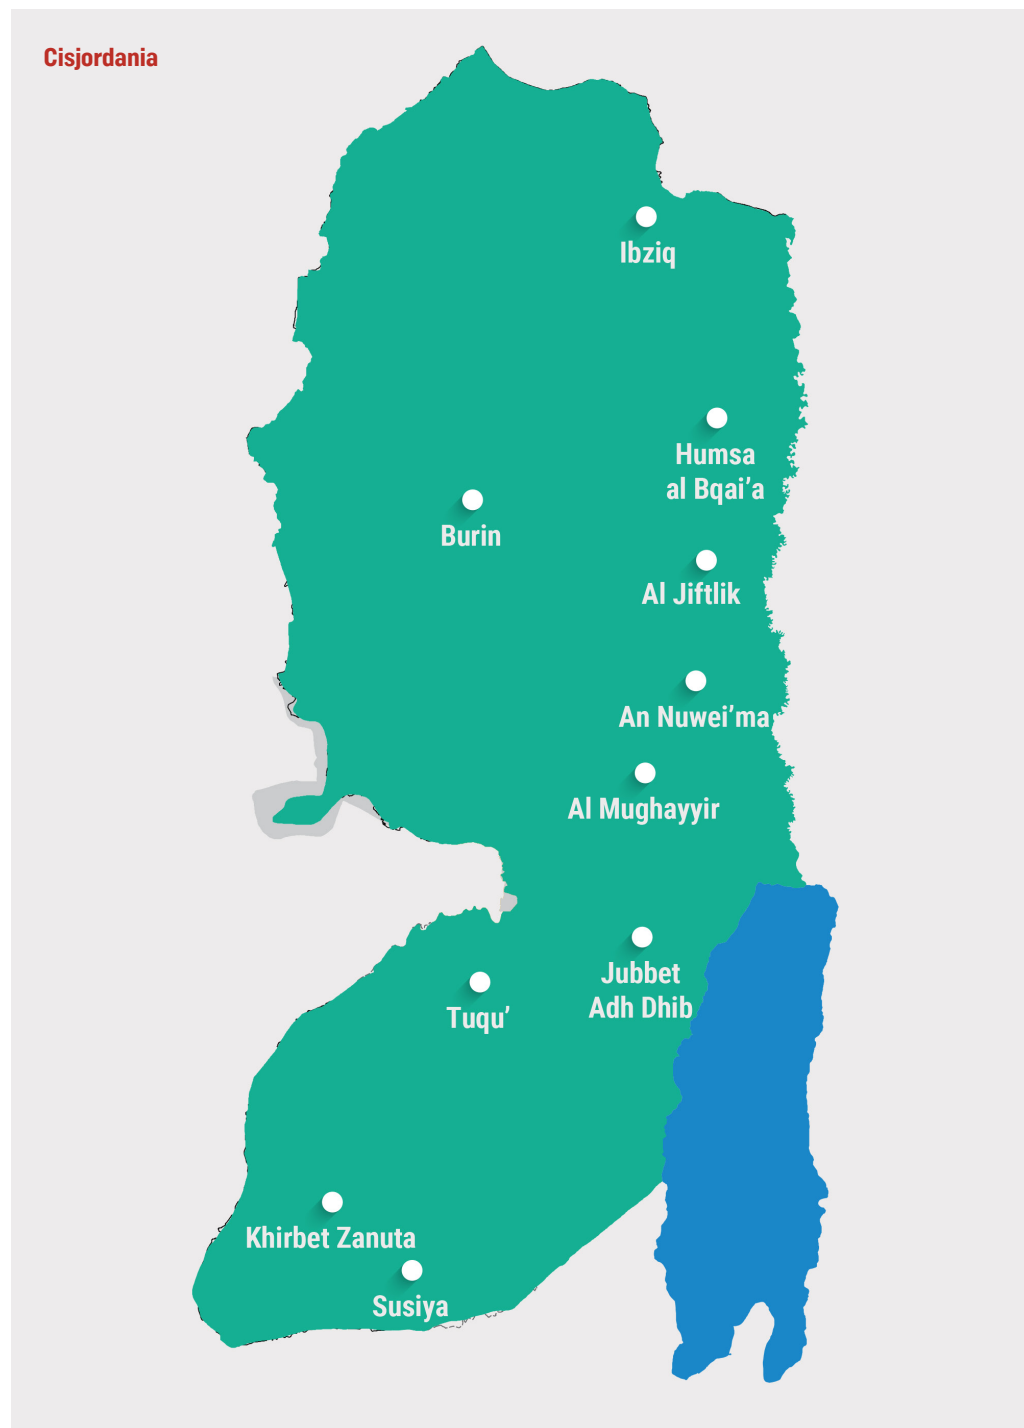 Cisjordania
Ibziq
Humsa
al Bqai’a
Burin
Al Jiftlik
An Nuwei’ma
Al Mughayyir
Jubbet
Adh Dhib
Tuqu’
Khirbet Zanuta
Susiya